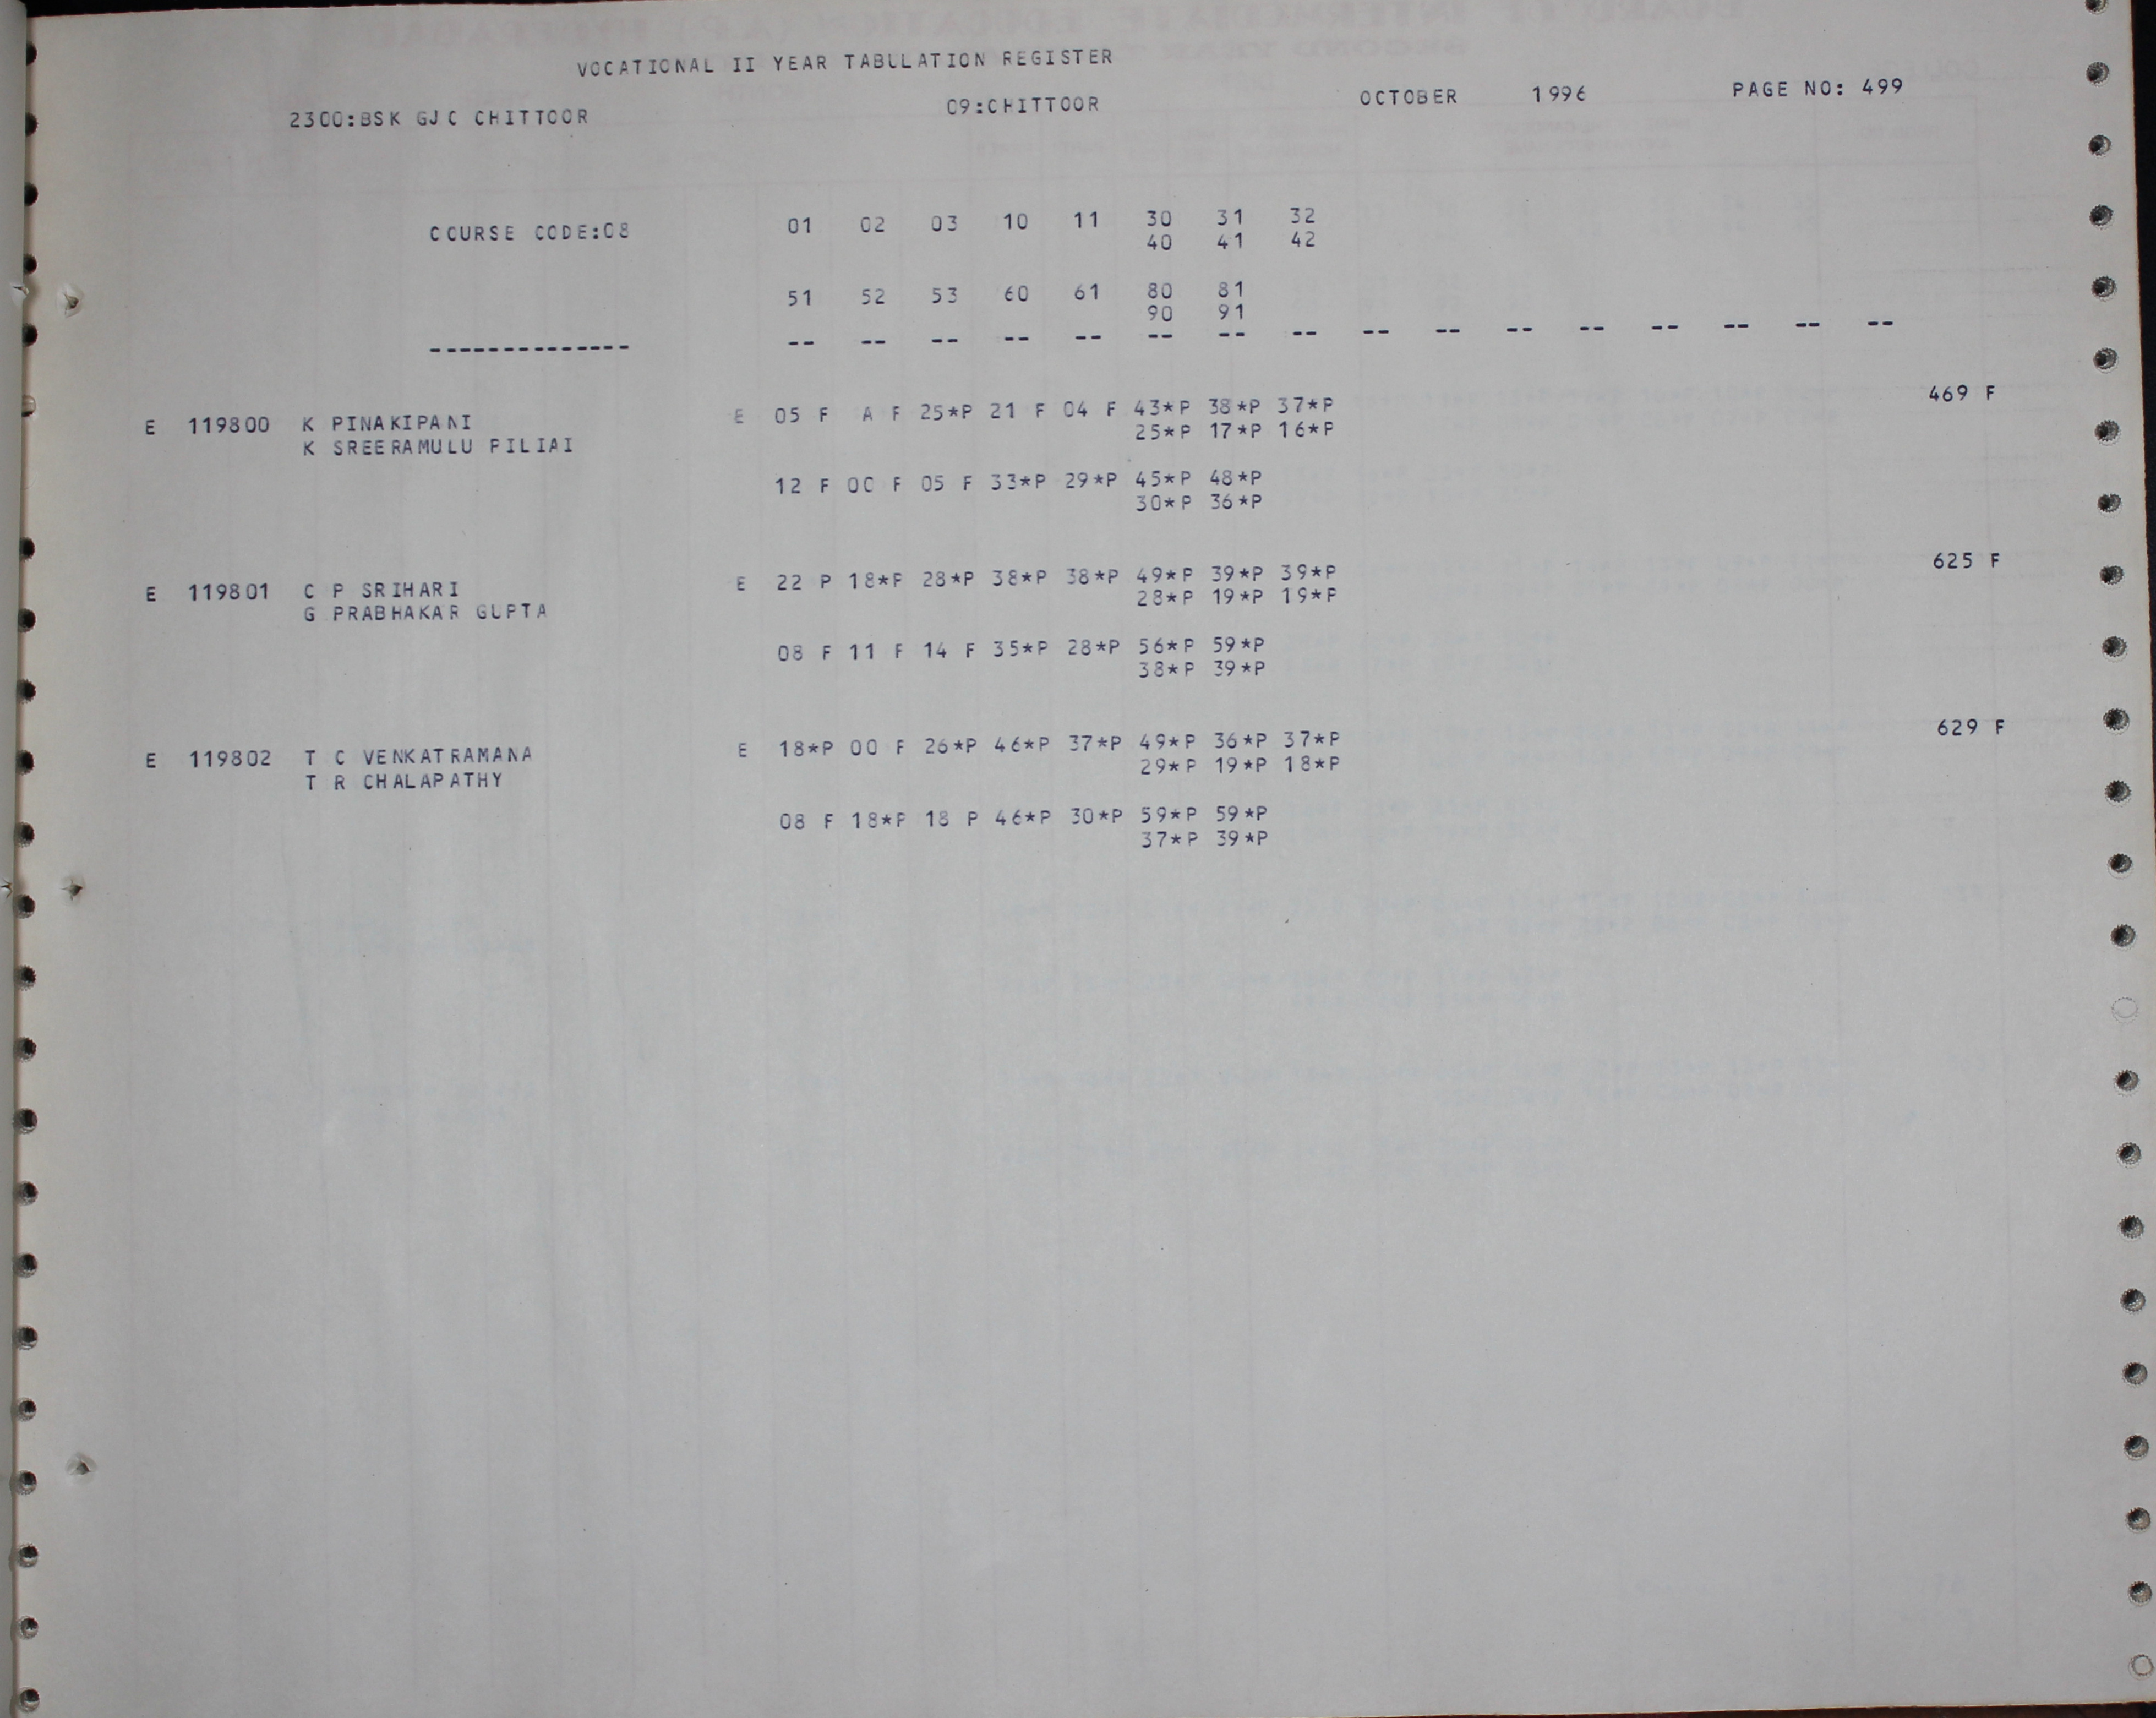 VOCATIONAL II YEAR TABULATION REGISTER
2300:BSK GJC CHITTOOR 09:CHITTOOR OCTOBER 1996 PAGE NO: 499
COURSE CODE:08 01 02 03 10 11 30 31 32
40 41 42
51 52 53 60 61 80 81
90 91
-------------- -- -- -- -- -- -- -- -- -- -- -- -- -- -- -- --
E 119800 K PINAKIPANI E 05 F A F 25*P 21 F 04 F 43*P 38*P 37*P 469 F
K SREERAMULU PILIAI 25*P 17*P 16*P
12 F 00 F 05 F 33*P 29*P 45*P 48*P
30*P 36*P
E 119801 C P SRIHARI E 22 P 18*P 28*P 38*P 38*P 49*P 39*P 39*P 625 F
G PRABHAKAR GUPTA 28*P 19*P 19*P
08 F 11 F 14 F 35*P 28*P 56*P 59*P
38*P 39*P
E 119802 T C VENKATRAMANA E 18*P 00 F 26*P 46*P 37*P 49*P 36*P 37*P 629 F
T R CHALAPATHY 29*P 19*P 18*P
08 F 18*P 18 P 46*P 30*P 59*P 59*P
37*P 39*P